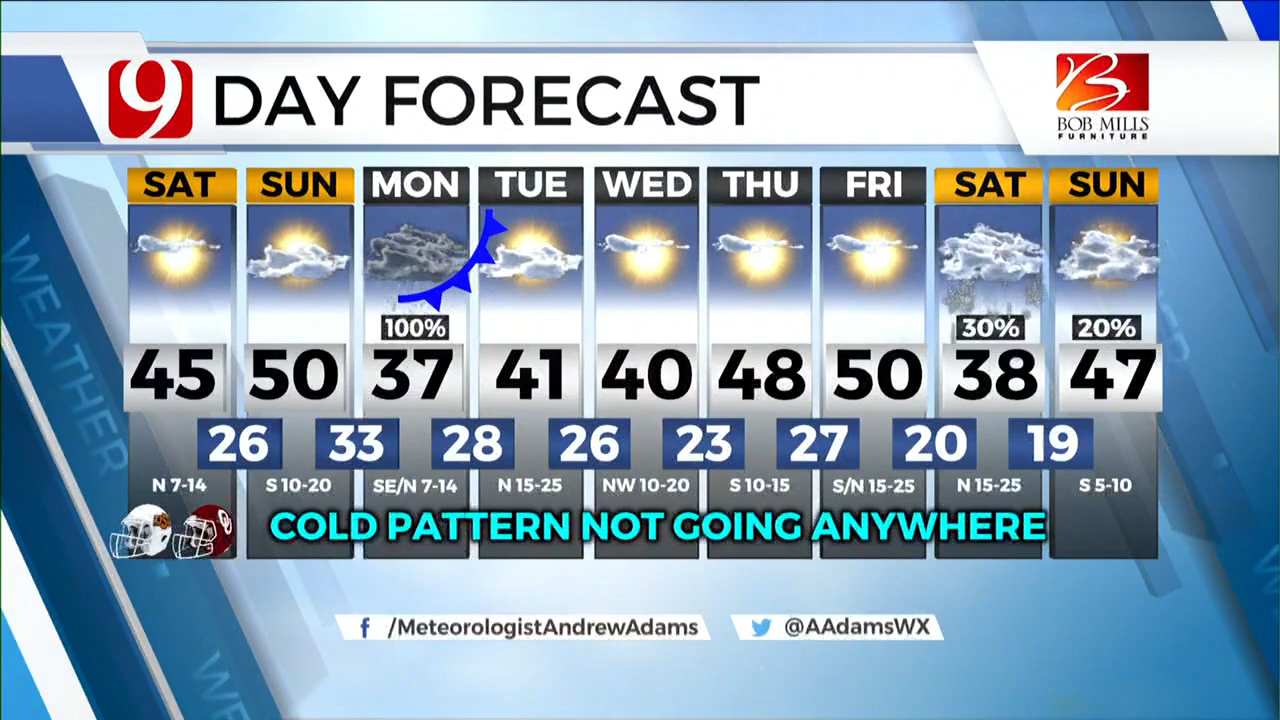 9 DAY FORECAST
B
BOB MILLS
FURNITURE
SAT SUN MON TUE WED THU FRI SAT SUN
100% 30% 20%
45 50 37 41 40 48 50 38 47
26 33 28 26 23 27 20 19
N 7-14 S 10-20 SE/N 7-14 N 15-25 NW 10-20 S 10-15 S/N 15-25 N 15-25 S 5-10
COLD PATTERN NOT GOING ANYWHERE
f /MeteorologistAndrewAdams @AAdamsWX
WEATHER